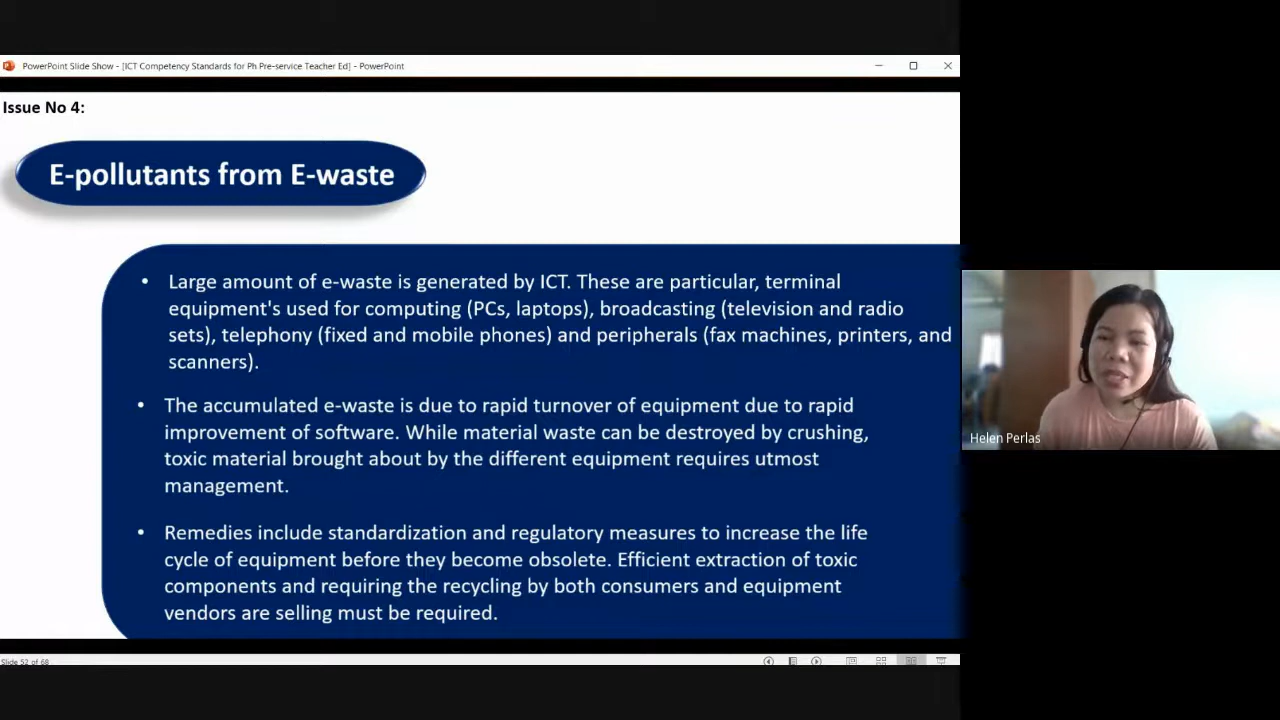 PowerPoint Slide Show - [ICT Competency Standards for Ph Pre-service Teacher Ed] - PowerPoint
Issue No 4:
E-pollutants from E-waste
• Large amount of e-waste is generated by ICT. These are particular, terminal
equipment's used for computing (PCs, laptops), broadcasting (television and radio
sets), telephony (fixed and mobile phones) and peripherals (fax machines, printers, and
scanners).
• The accumulated e-waste is due to rapid turnover of equipment due to rapid
improvement of software. While material waste can be destroyed by crushing,
toxic material brought about by the different equipment requires utmost
management.
• Remedies include standardization and regulatory measures to increase the life
cycle of equipment before they become obsolete. Efficient extraction of toxic
components and requiring the recycling by both consumers and equipment
vendors are selling must be required.
Helen Perlas
Slide 52 of 68